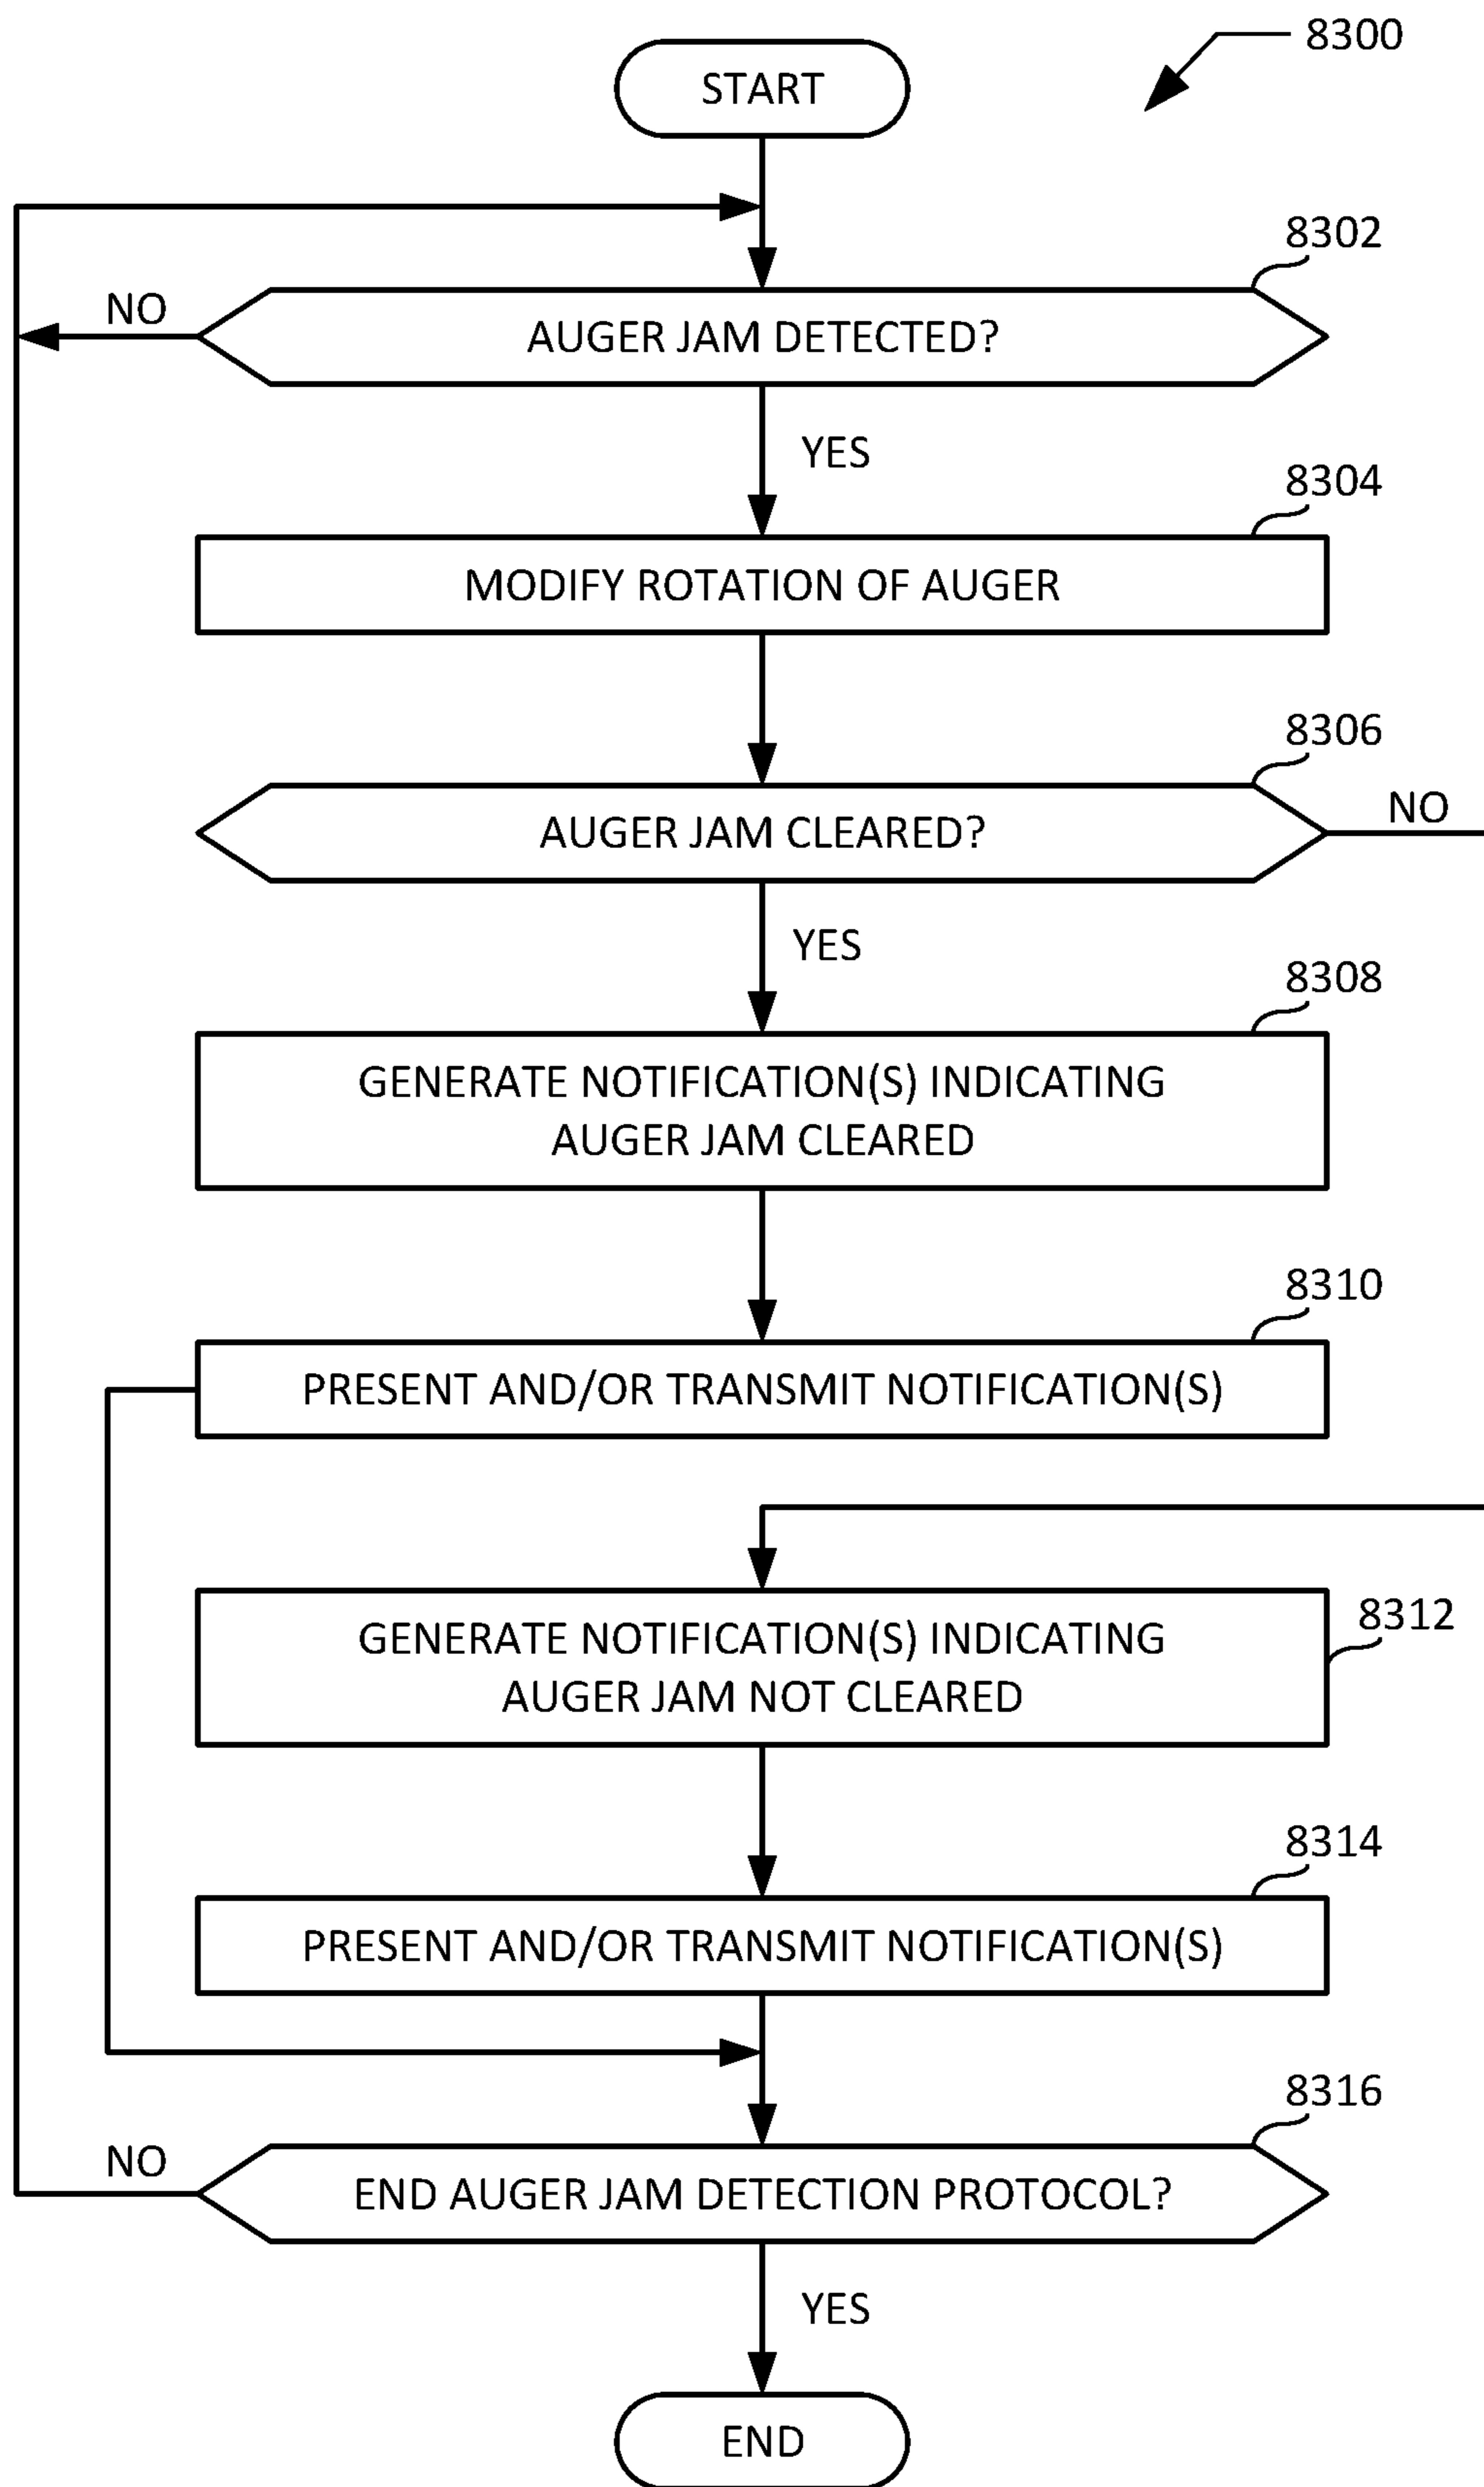 8300
START
8302
NO
AUGER JAM DETECTED?
YES
8304
MODIFY ROTATION OF AUGER
8306
AUGER JAM CLEARED?
NO
YES
8308
GENERATE NOTIFICATION(S) INDICATING
AUGER JAM CLEARED
8310
PRESENT AND/OR TRANSMIT NOTIFICATION(S)
8312
GENERATE NOTIFICATION(S) INDICATING
AUGER JAM NOT CLEARED
8314
PRESENT AND/OR TRANSMIT NOTIFICATION(S)
8316
NO
END AUGER JAM DETECTION PROTOCOL?
YES
END